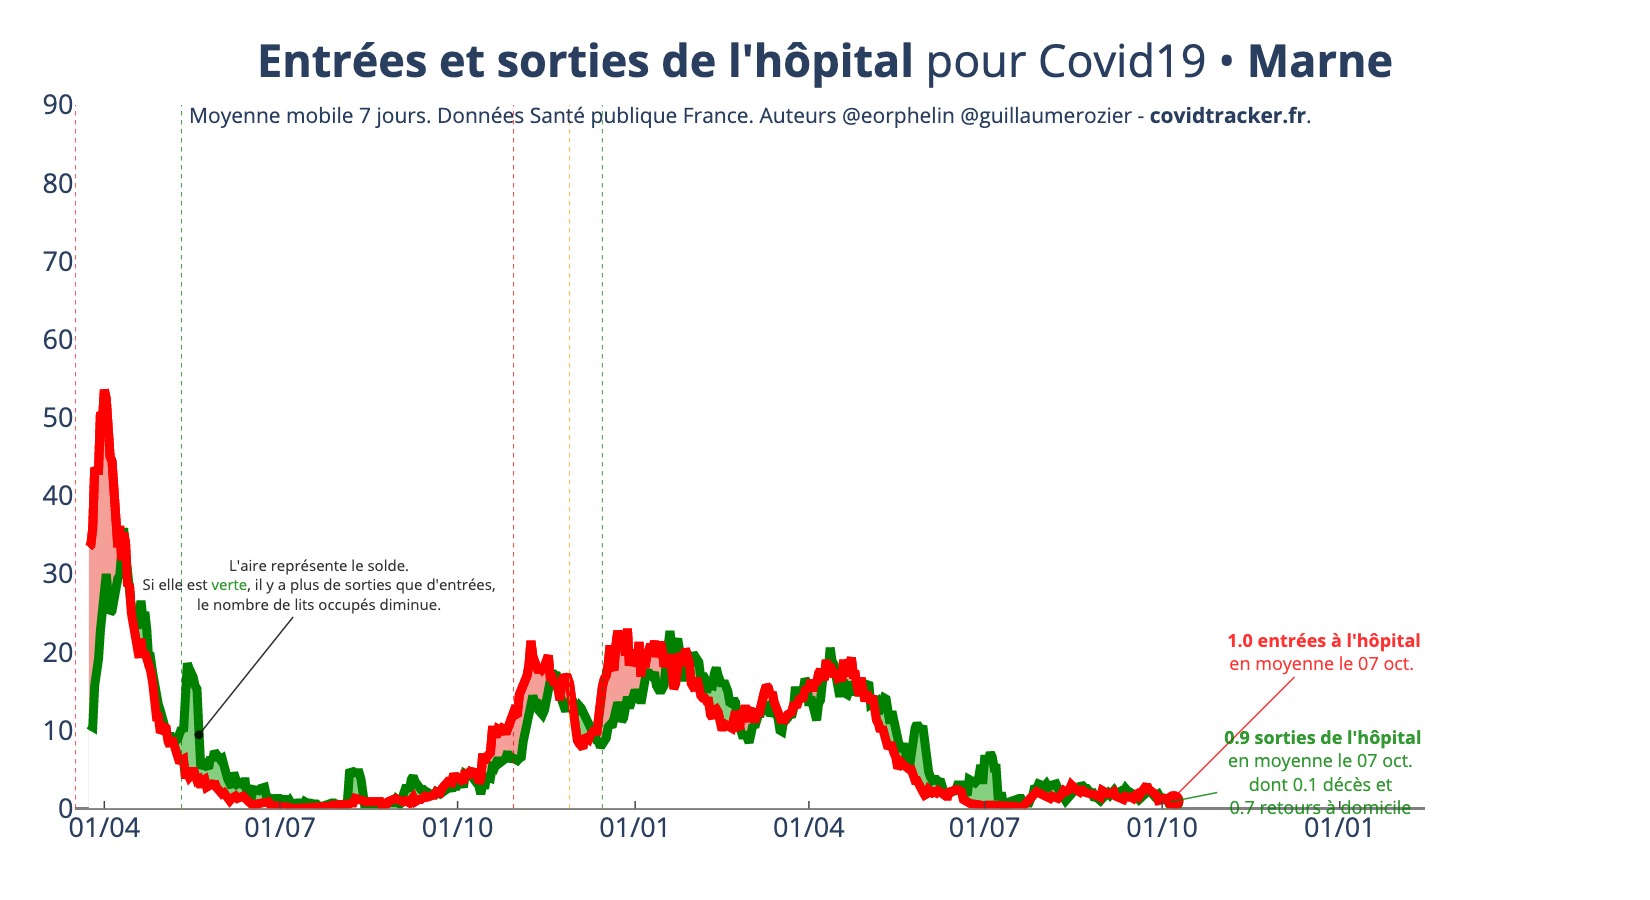 Entrées et sorties de l'hôpital pour Covid19 • Marne
Moyenne mobile 7 jours. Données Santé publique France. Auteurs @eorphelin @guillaumerozier - covidtracker.fr.
90
80
70
60
50
40
30
20
10
0
L'aire représente le solde.
Si elle est verte, il y a plus de sorties que d'entrées,
le nombre de lits occupés diminue.
1.0 entrées à l'hôpital
en moyenne le 07 oct.
0.9 sorties de l'hôpital
en moyenne le 07 oct.
dont 0.1 décès et
0.7 retours à domicile
01/04 01/07 01/10 01/01 01/04 01/07 01/10 01/01